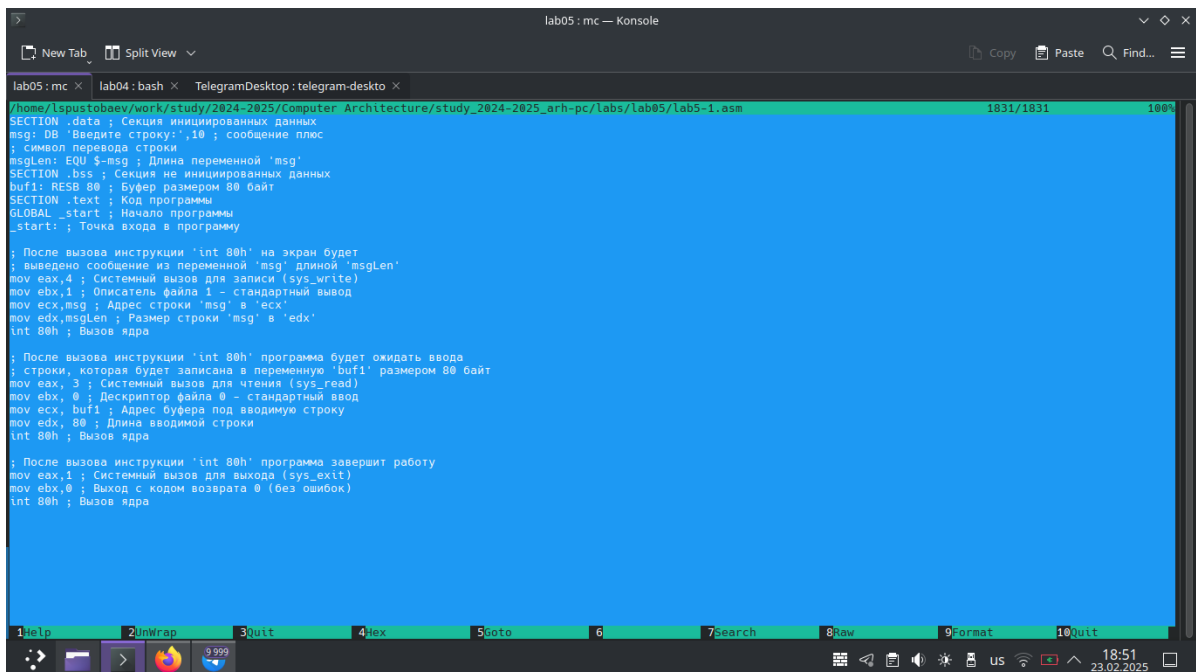 lab05 : mc — Konsole
New Tab Split View Copy Paste Find...
lab05 : mc lab04 : bash TelegramDesktop : telegram-deskto
/home/lspustobaev/work/study/2024-2025/Computer Architecture/study_2024-2025_arh-pc/labs/lab05/lab5-1.asm 1831/1831 100%
SECTION .data ; Секция инициированных данных
msg: DB 'Введите строку:',10 ; сообщение плюс
; символ перевода строки
msgLen: EQU $-msg ; Длина переменной 'msg'
SECTION .bss ; Секция не инициированных данных
buf1: RESB 80 ; Буфер размером 80 байт
SECTION .text ; Код программы
GLOBAL _start ; Начало программы
_start: ; Точка входа в программу
; После вызова инструкции 'int 80h' на экран будет
; выведено сообщение из переменной 'msg' длиной 'msgLen'
mov eax,4 ; Системный вызов для записи (sys_write)
mov ebx,1 ; Описатель файла 1 - стандартный вывод
mov ecx,msg ; Адрес строки 'msg' в 'ecx'
mov edx,msgLen ; Размер строки 'msg' в 'edx'
int 80h ; Вызов ядра
; После вызова инструкции 'int 80h' программа будет ожидать ввода
; строки, которая будет записана в переменную 'buf1' размером 80 байт
mov eax, 3 ; Системный вызов для чтения (sys_read)
mov ebx, 0 ; Дескриптор файла 0 - стандартный ввод
mov ecx, buf1 ; Адрес буфера под вводимую строку
mov edx, 80 ; Длина вводимой строки
int 80h ; Вызов ядра
; После вызова инструкции 'int 80h' программа завершит работу
mov eax,1 ; Системный вызов для выхода (sys_exit)
mov ebx,0 ; Выход с кодом возврата 0 (без ошибок)
int 80h ; Вызов ядра
1Help 2UnWrap 3Quit 4Hex 5Goto 6 7Search 8Raw 9Format 10Quit
9 999 us 18:51
23.02.2025